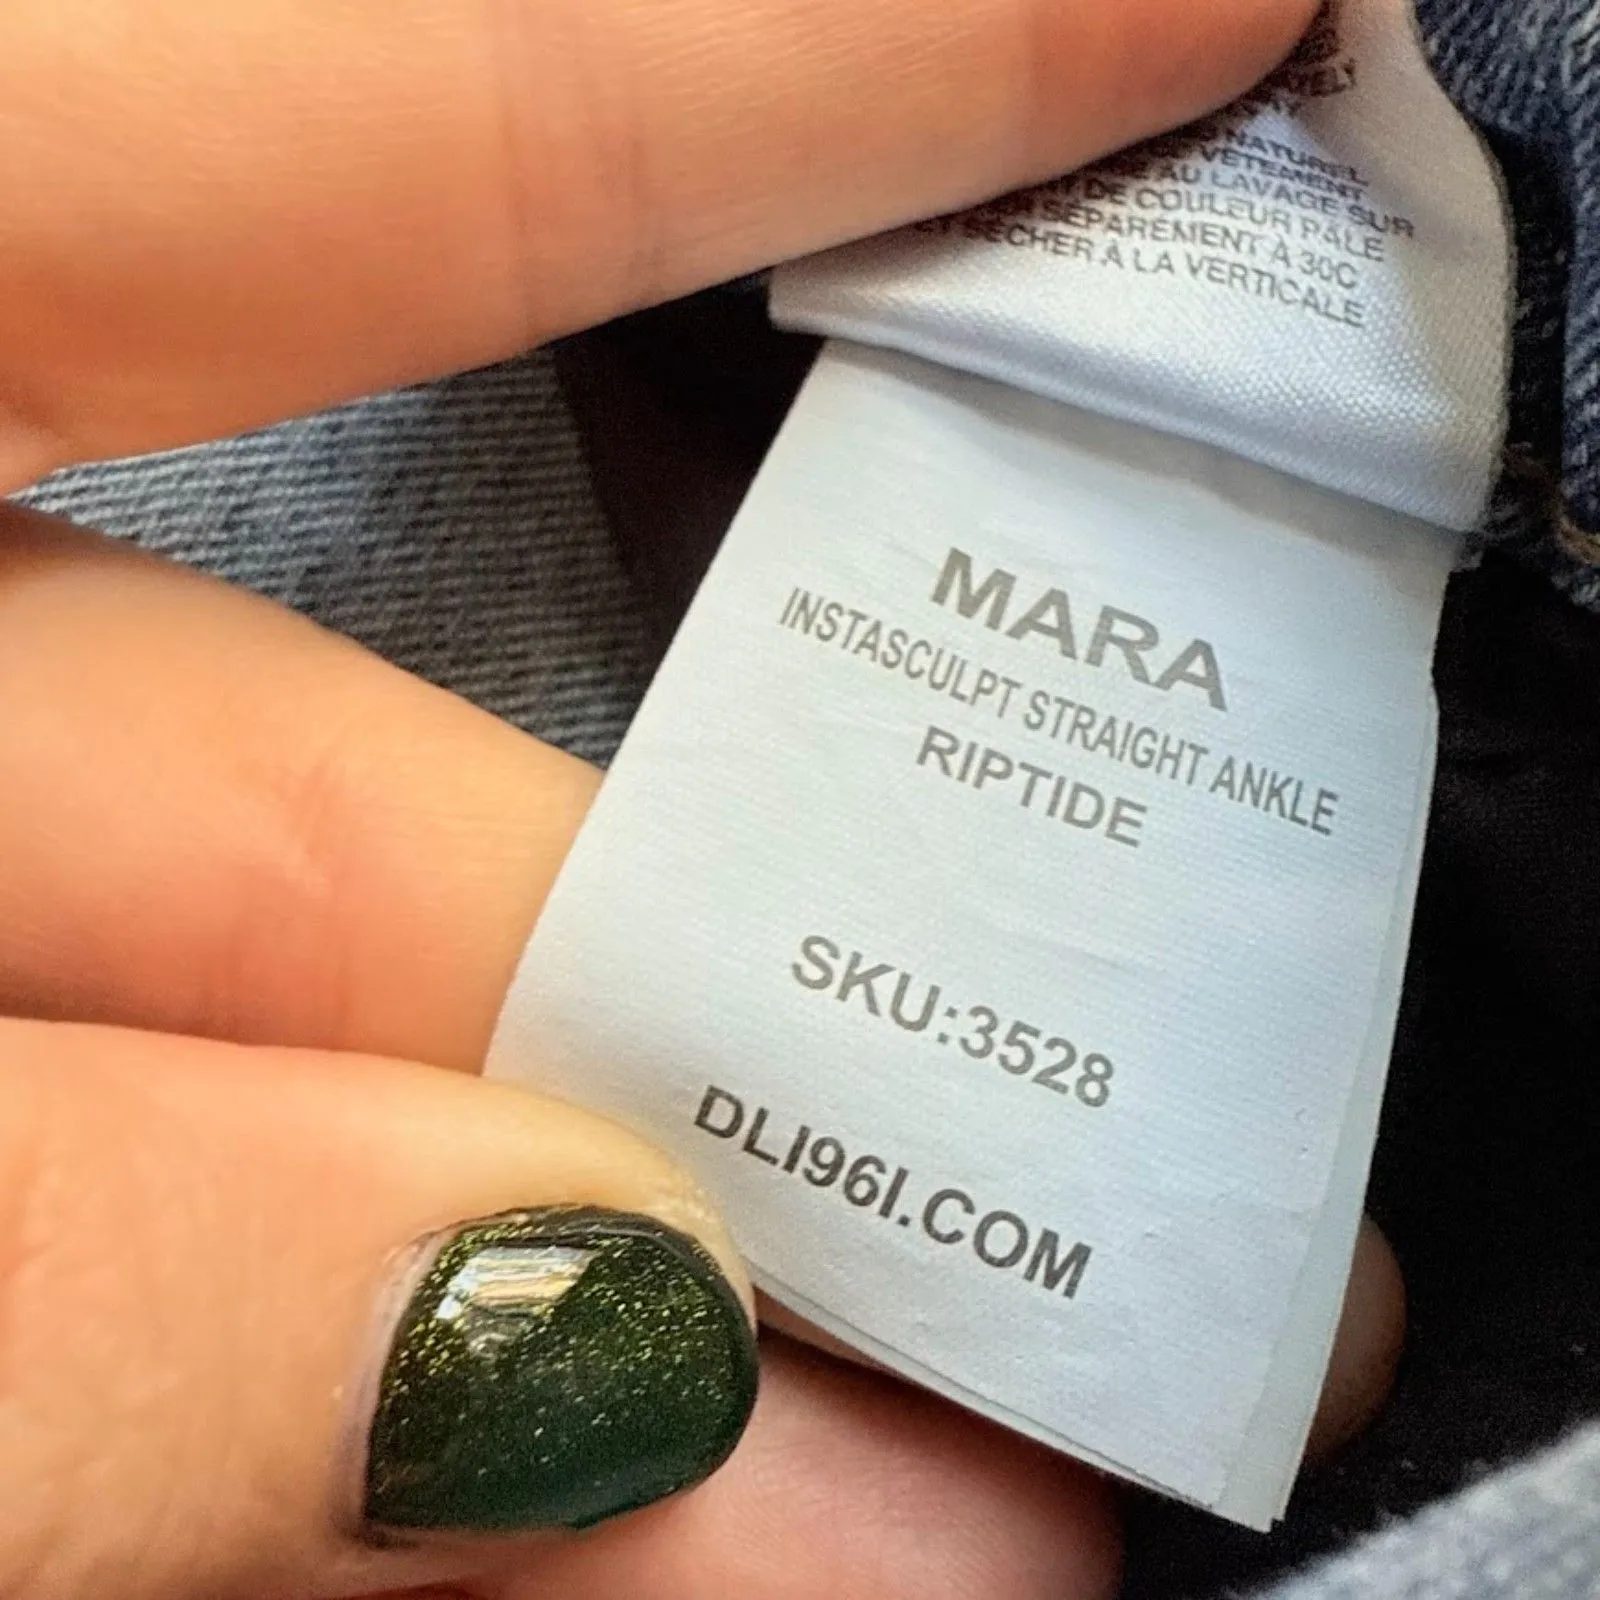 NATUREL
VÊTEMENT
AU LAVAGE SUR
DE COULEUR PÂLE
SÉPARÉMENT À 30C
SÉCHER À LA VERTICALE
MARA
INSTASCULPT STRAIGHT ANKLE
RIPTIDE
SKU:3528
DLI96I.COM